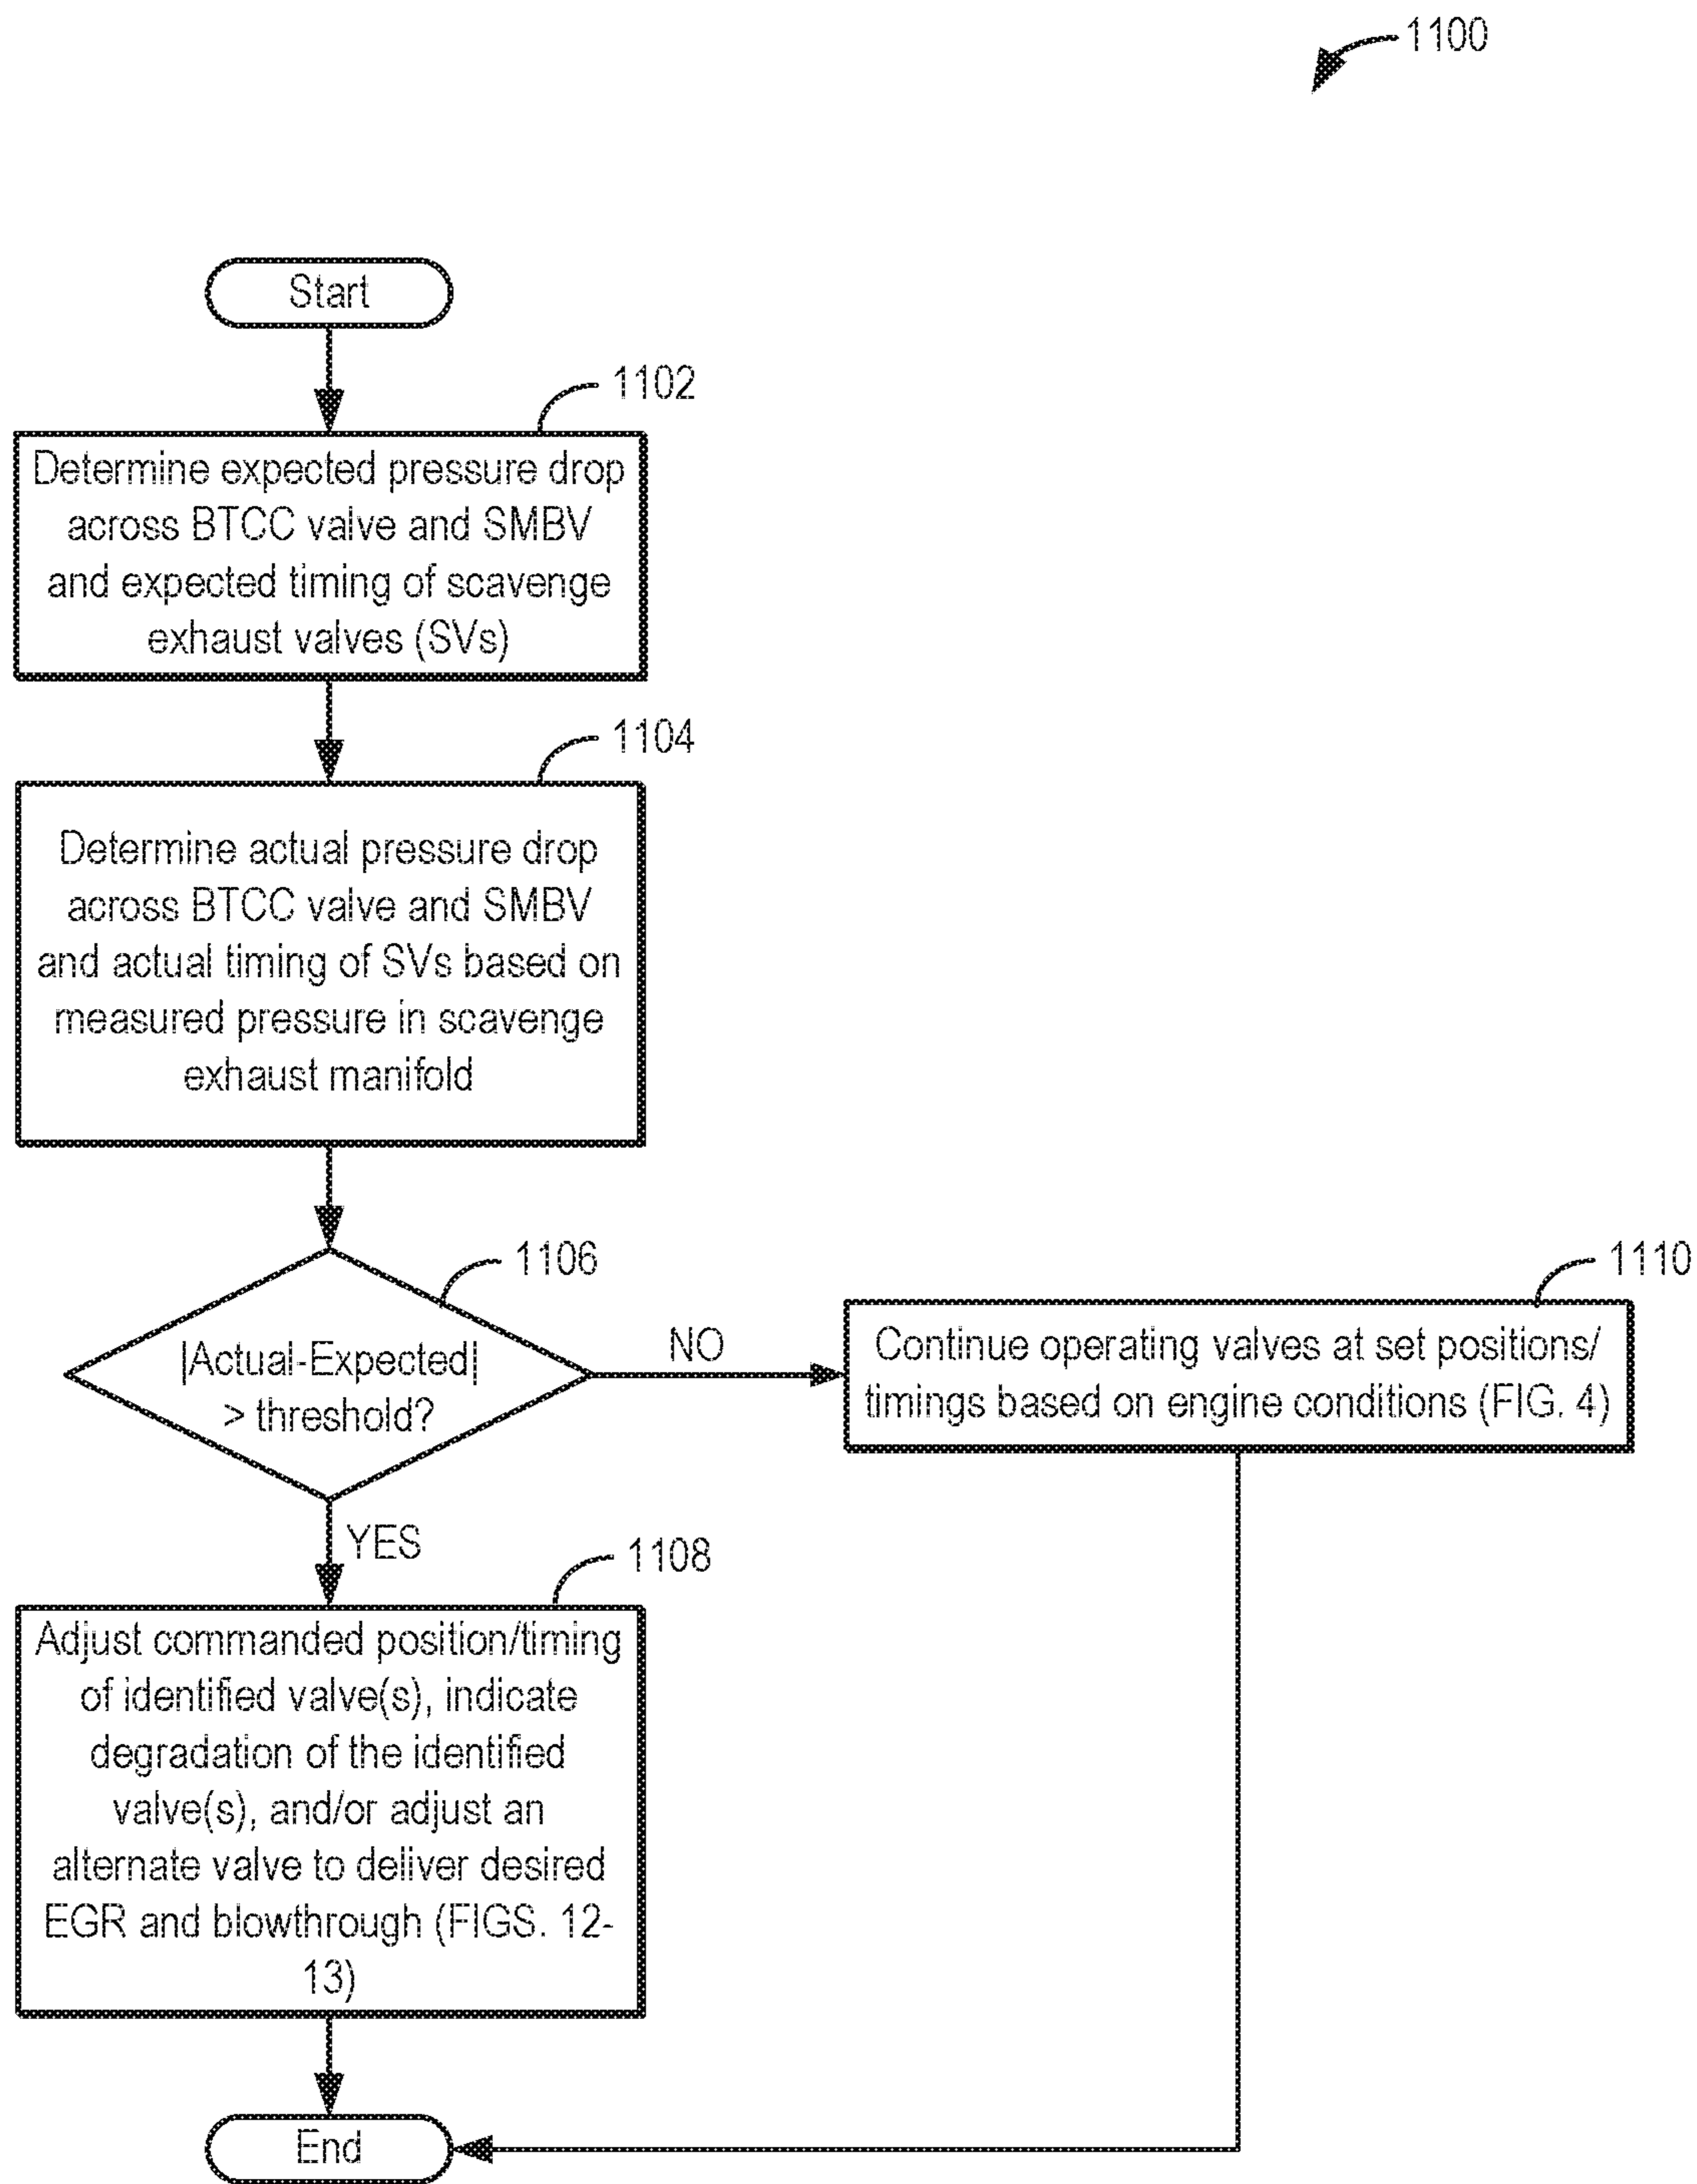 1100
Start
1102
Determine expected pressure drop
across BTCC valve and SMBV
and expected timing of scavenge
exhaust valves (SVs)
1104
Determine actual pressure drop
across BTCC valve and SMBV
and actual timing of SVs based on
measured pressure in scavenge
exhaust manifold
1106
|Actual-Expected|
> threshold?
NO
1110
Continue operating valves at set positions/
timings based on engine conditions (FIG. 4)
YES
1108
Adjust commanded position/timing
of identified valve(s), indicate
degradation of the identified
valve(s), and/or adjust an
alternate valve to deliver desired
EGR and blowthrough (FIGS. 12-
13)
End